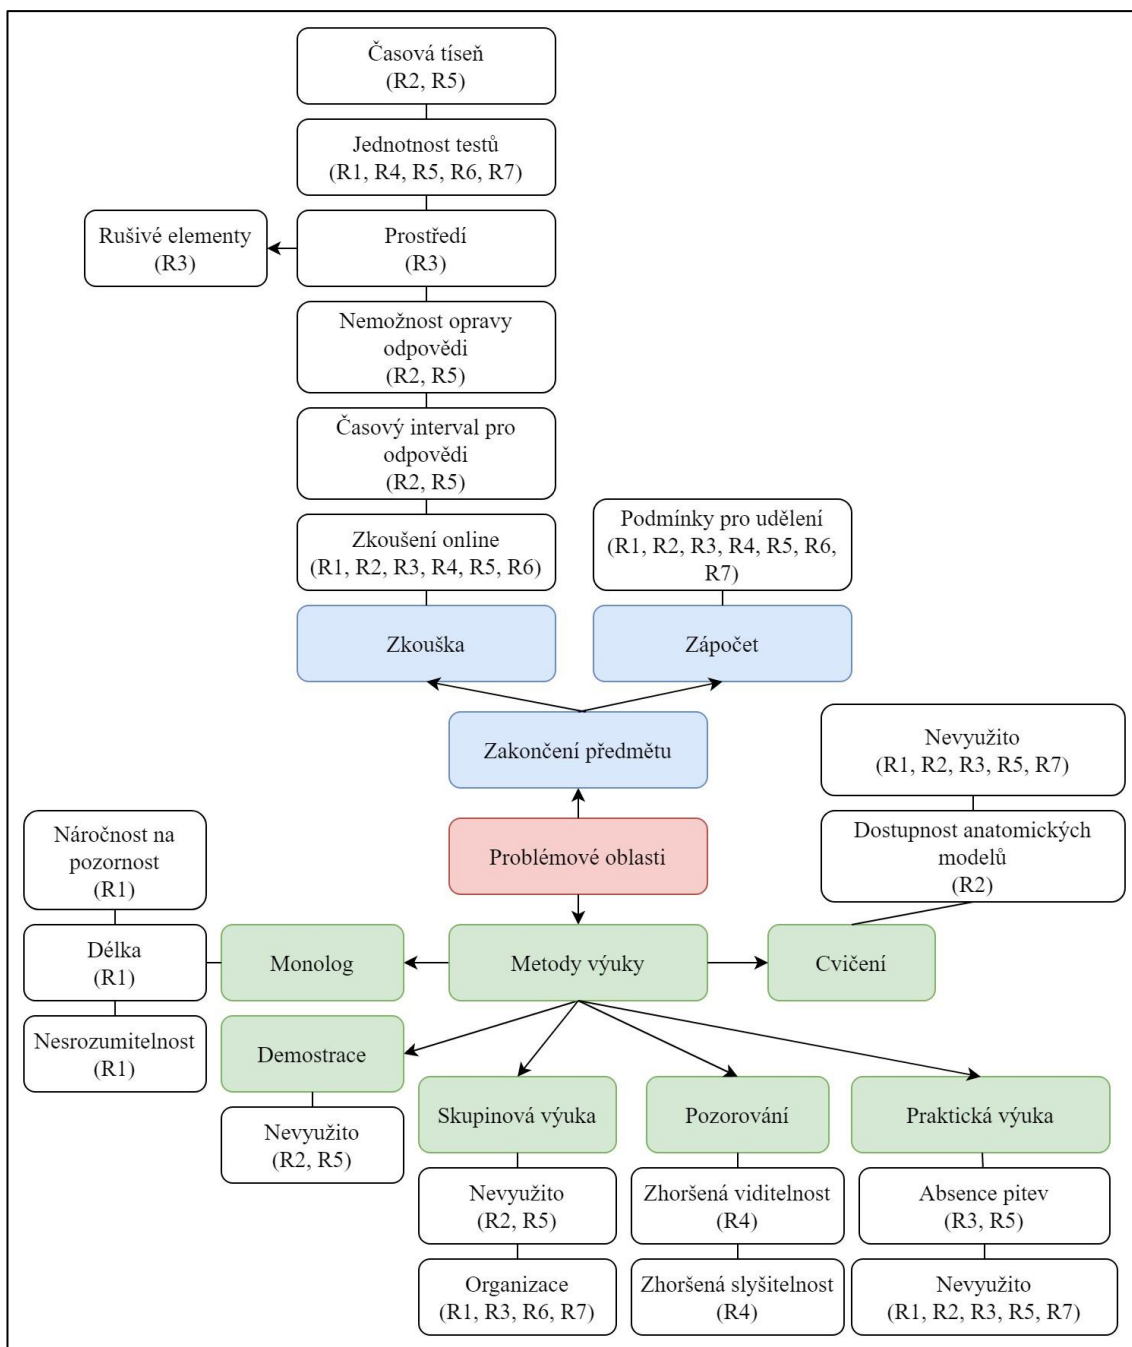 Časová tíseň
(R2, R5)
Jednotnost testů
(R1, R4, R5, R6, R7)
Rušivé elementy
(R3)
Prostředí
(R3)
Nemožnost opravy
odpovědi
(R2, R5)
Časový interval pro
odpovědi
(R2, R5)
Zkoušení online
(R1, R2, R3, R4, R5, R6)
Podmínky pro udělení
(R1, R2, R3, R4, R5, R6,
R7)
Zkouška
Zápočet
Zakončení předmětu
Nevyužito
(R1, R2, R3, R5, R7)
Dostupnost anatomických
modelů
(R2)
Problémové oblasti
Náročnost na
pozornost
(R1)
Délka
(R1)
Nesrozumitelnost
(R1)
Monolog
Metody výuky
Cvičení
Demostrace
Nevyužito
(R2, R5)
Skupinová výuka
Nevyužito
(R2, R5)
Organizace
(R1, R3, R6, R7)
Pozorování
Zhoršená viditelnost
(R4)
Zhoršená slyšitelnost
(R4)
Praktická výuka
Absence pitev
(R3, R5)
Nevyužito
(R1, R2, R3, R5, R7)